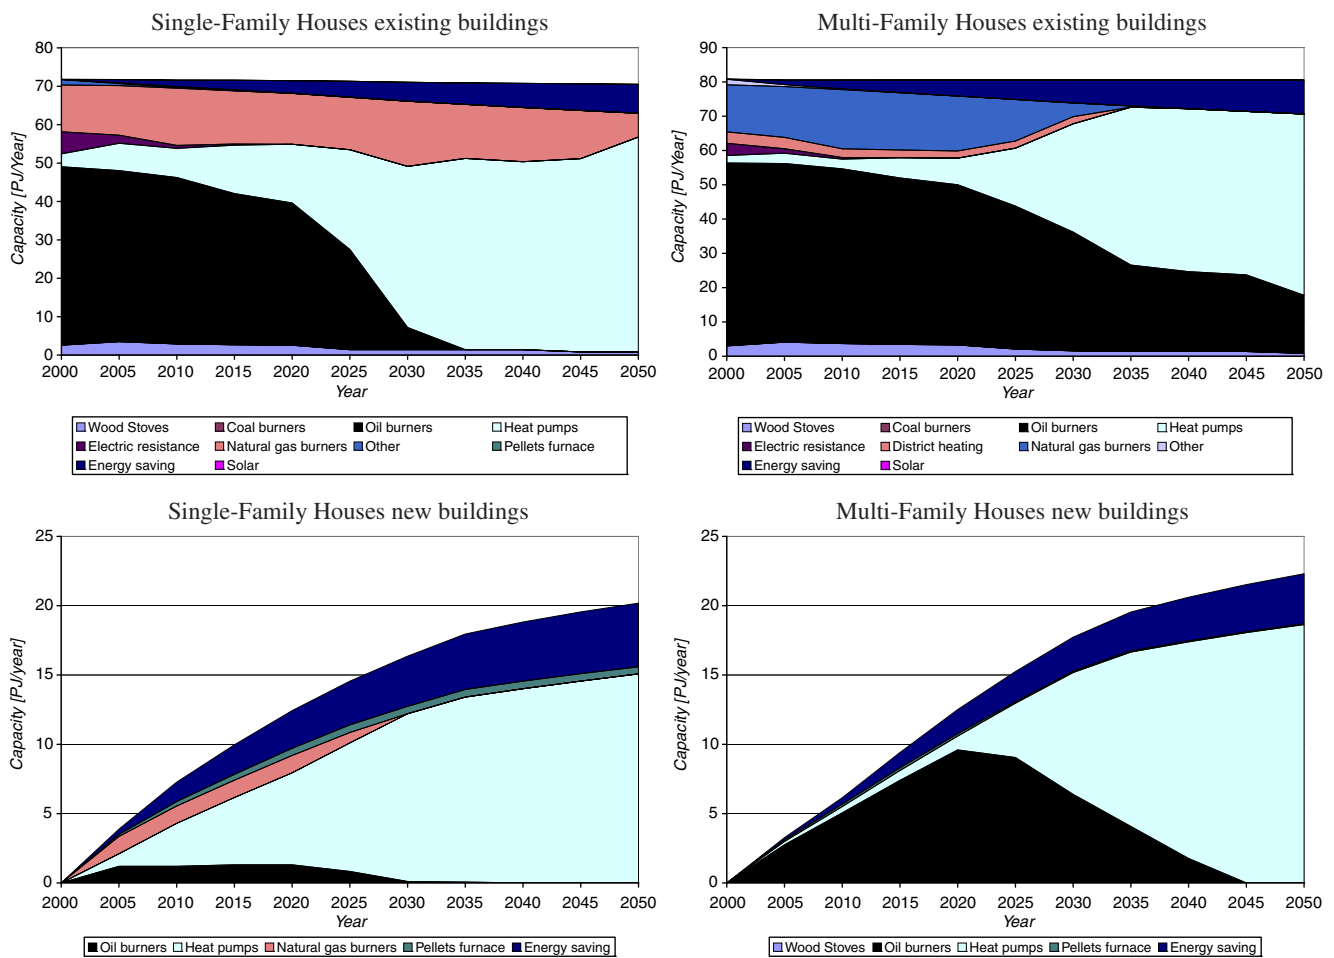 Single-Family Houses existing buildings
80
70
60
50
40
30
20
10
0
Capacity [PJ/Year]
2000 2005 2010 2015 2020 2025 2030 2035 2040 2045 2050
Year
Wood Stoves Coal burners Oil burners Heat pumps
Electric resistance Natural gas burners Other Pellets furnace
Energy saving Solar
Multi-Family Houses existing buildings
90
80
70
60
50
40
30
20
10
0
Capacity [PJ/Year]
2000 2005 2010 2015 2020 2025 2030 2035 2040 2045 2050
Year
Wood Stoves Coal burners Oil burners Heat pumps
Electric resistance District heating Natural gas burners Other
Energy saving Solar
Single-Family Houses new buildings
25
20
15
10
5
0
Capacity [PJ/year]
2000 2005 2010 2015 2020 2025 2030 2035 2040 2045 2050
Year
Oil burners Heat pumps Natural gas burners Pellets furnace Energy saving
Multi-Family Houses new buildings
25
20
15
10
5
0
Capacity [PJ/year]
2000 2005 2010 2015 2020 2025 2030 2035 2040 2045 2050
Year
Wood Stoves Oil burners Heat pumps Pellets furnace Energy saving